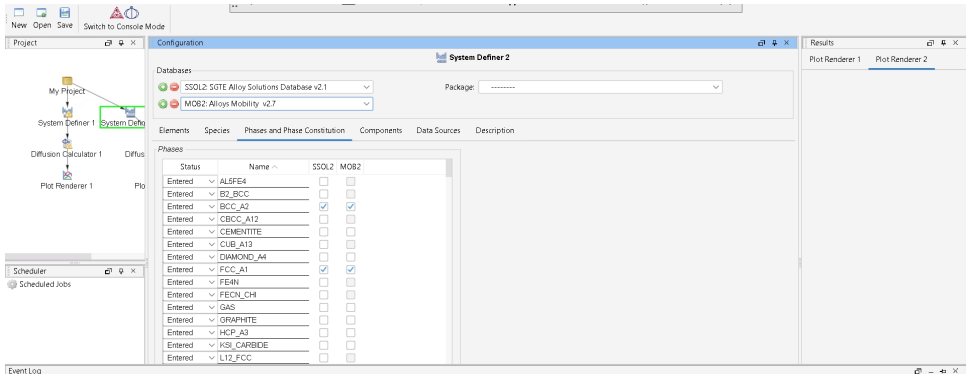 New Open Save Switch to Console Mode
Project
Configuration
Results
System Definer 2
Plot Renderer 1 Plot Renderer 2
Databases
SSOL2: SGTE Alloy Solutions Database v2.1
Package: --------
MOB2: Alloys Mobility v2.7
My Project
System Definer 1 System Defin
Diffusion Calculator 1 Diffus
Plot Renderer 1 Plo
Elements Species Phases and Phase Constitution Components Data Sources Description
Phases
Status Name SSOL2 MOB2
Entered AL5FE4
Entered B2_BCC
Entered BCC_A2
Entered CBCC_A12
Entered CEMENTITE
Entered CUB_A13
Entered DIAMOND_A4
Entered FCC_A1
Entered FE4N
Entered FECN_CHI
Entered GAS
Entered GRAPHITE
Entered HCP_A3
Entered KSI_CARBIDE
Entered L12_FCC
Scheduler
Scheduled Jobs
Event Log